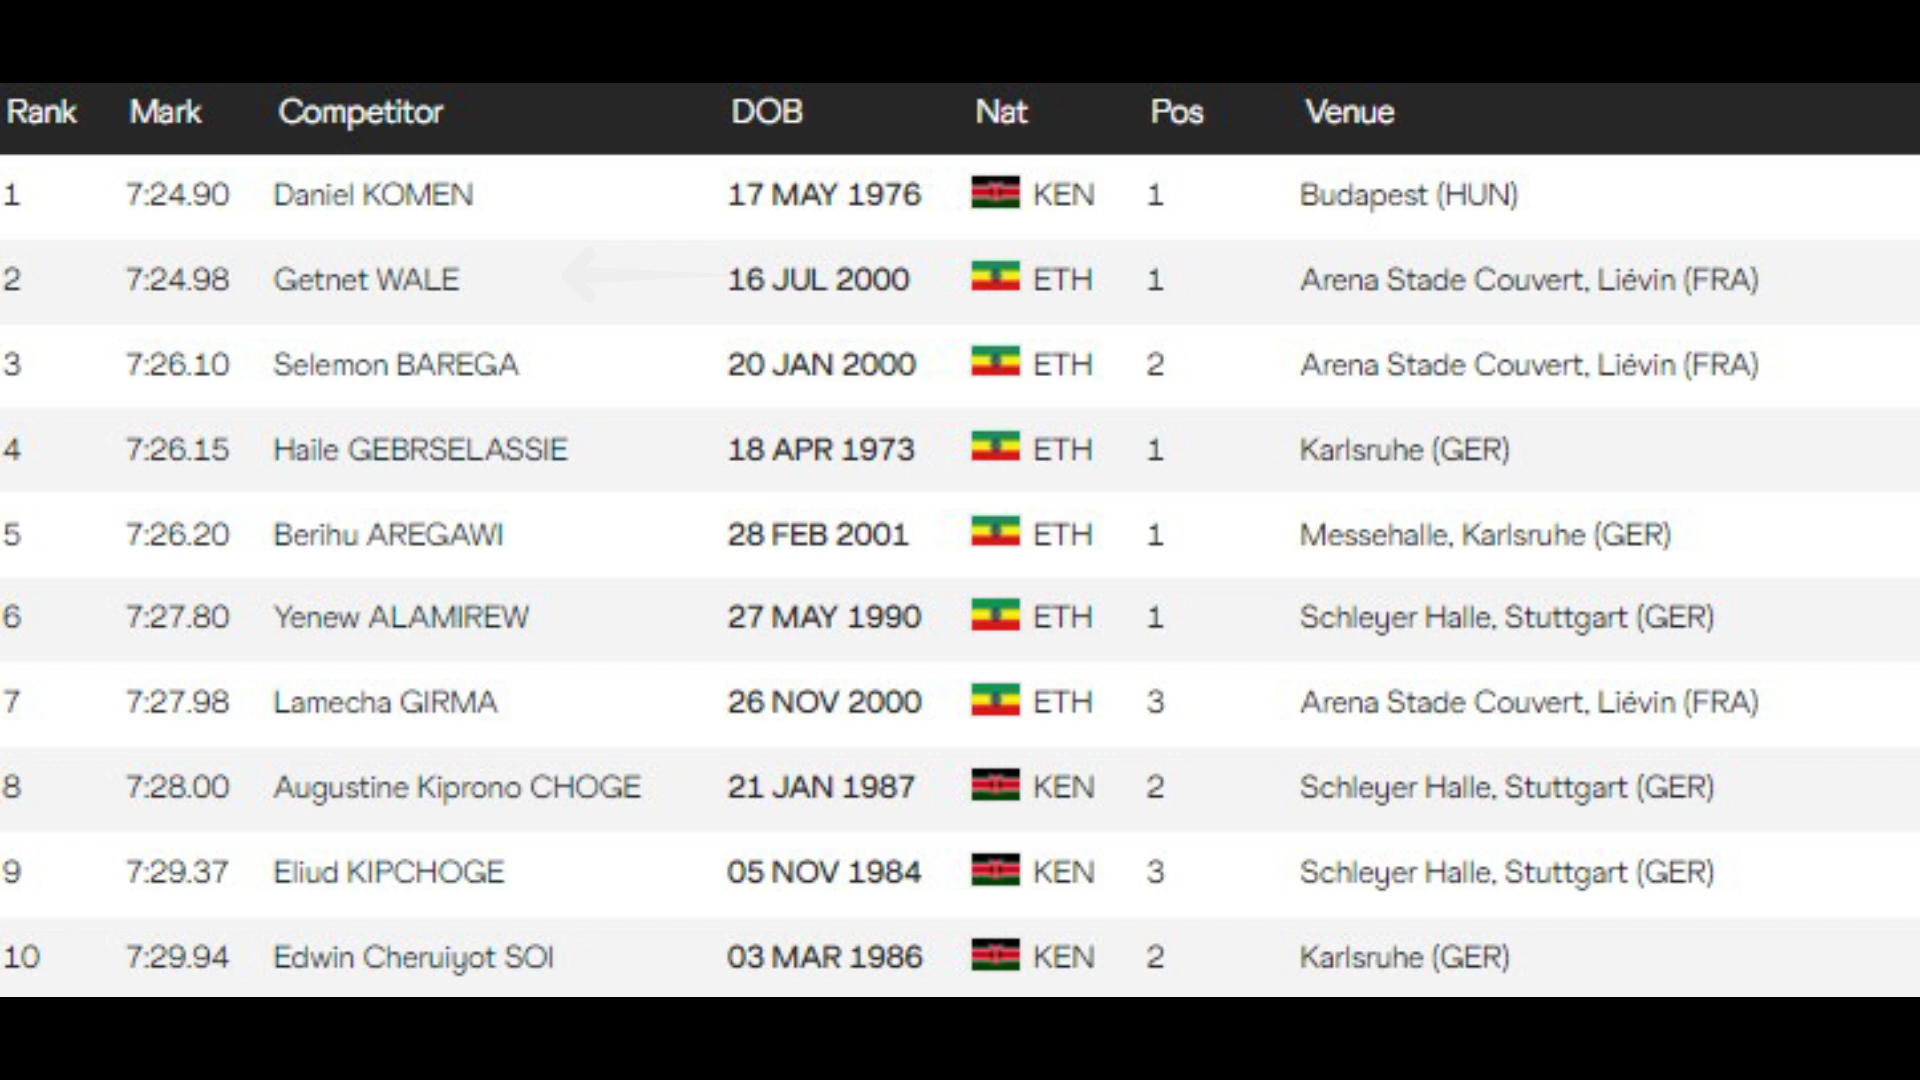 Rank Mark Competitor DOB Nat Pos Venue
1 7:24.90 Daniel KOMEN 17 MAY 1976 KEN 1 Budapest (HUN)
2 7:24.98 Getnet WALE 16 JUL 2000 ETH 1 Arena Stade Couvert, Liévin (FRA)
3 7:26.10 Selemon BAREGA 20 JAN 2000 ETH 2 Arena Stade Couvert, Liévin (FRA)
4 7:26.15 Haile GEBRSELASSIE 18 APR 1973 ETH 1 Karlsruhe (GER)
5 7:26.20 Berihu AREGAWI 28 FEB 2001 ETH 1 Messehalle, Karlsruhe (GER)
6 7:27.80 Yenew ALAMIREW 27 MAY 1990 ETH 1 Schleyer Halle, Stuttgart (GER)
7 7:27.98 Lamecha GIRMA 26 NOV 2000 ETH 3 Arena Stade Couvert, Liévin (FRA)
8 7:28.00 Augustine Kiprono CHOGE 21 JAN 1987 KEN 2 Schleyer Halle, Stuttgart (GER)
9 7:29.37 Eliud KIPCHOGE 05 NOV 1984 KEN 3 Schleyer Halle, Stuttgart (GER)
10 7:29.94 Edwin Cheruiyot SOI 03 MAR 1986 KEN 2 Karlsruhe (GER)